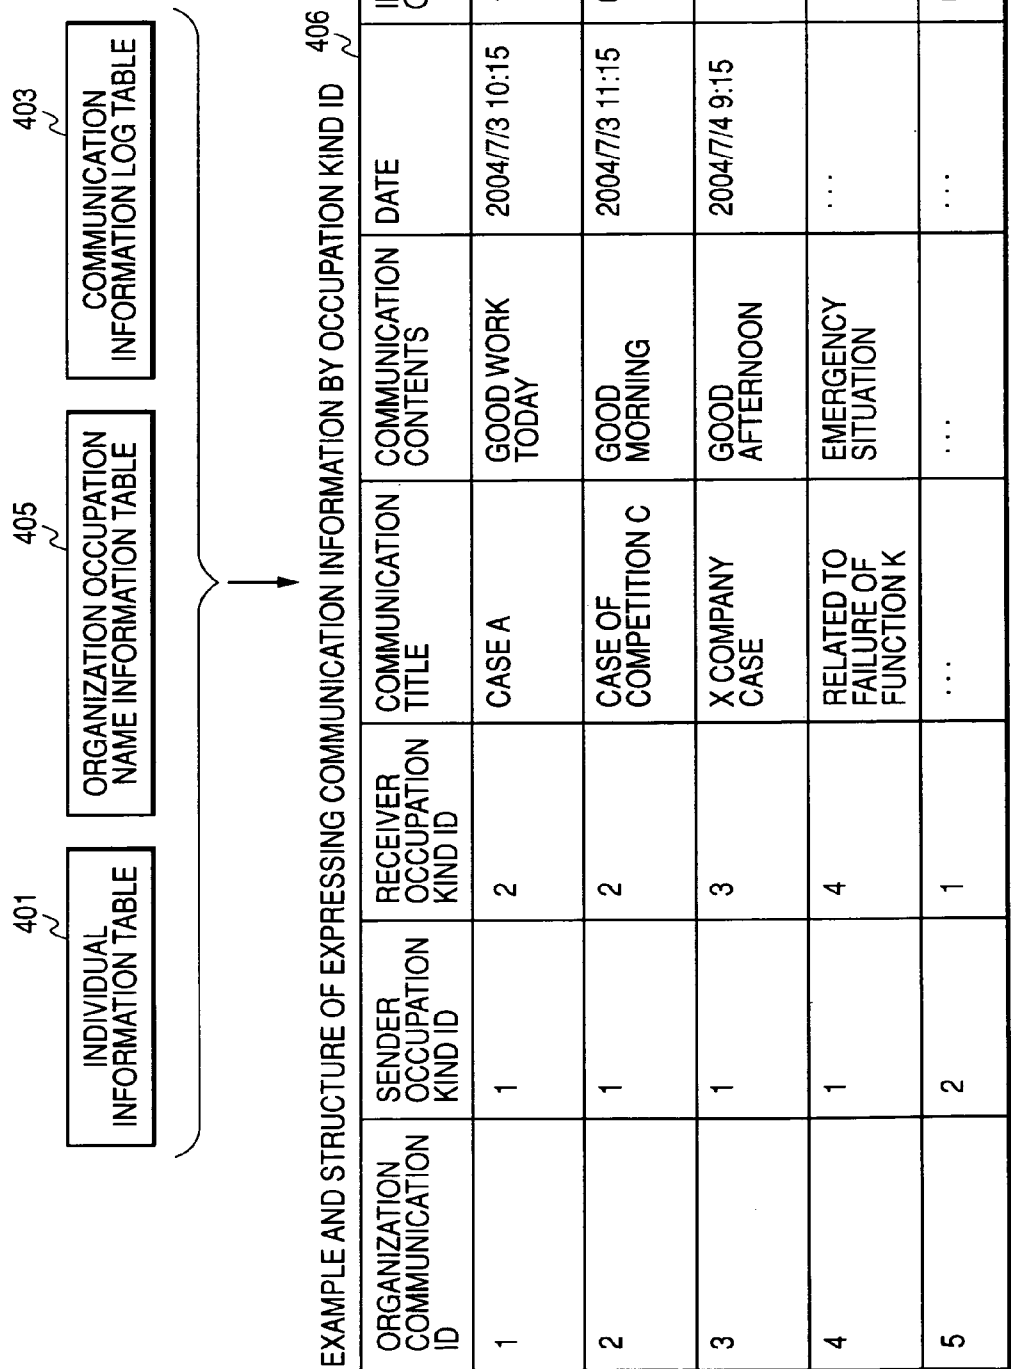 401
INDIVIDUAL
INFORMATION TABLE
405
ORGANIZATION OCCUPATION
NAME INFORMATION TABLE
403
COMMUNICATION
INFORMATION LOG TABLE
EXAMPLE AND STRUCTURE OF EXPRESSING COMMUNICATION INFORMATION BY OCCUPATION KIND ID
406
ORGANIZATION
COMMUNICATION
ID
SENDER
OCCUPATION
KIND ID
RECEIVER
OCCUPATION
KIND ID
COMMUNICATION
TITLE
COMMUNICATION
CONTENTS
DATE
1
1
2
CASE A
GOOD WORK
TODAY
2004/7/3 10:15
2
1
2
CASE OF
COMPETITION C
GOOD
MORNING
2004/7/3 11:15
3
1
3
X COMPANY
CASE
GOOD
AFTERNOON
2004/7/4 9:15
4
1
4
RELATED TO
FAILURE OF
FUNCTION K
EMERGENCY
SITUATION
...
5
2
1
...
...
...